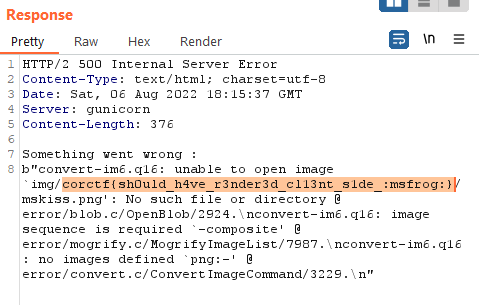 Response
Pretty Raw Hex Render \n
1 HTTP/2 500 Internal Server Error
2 Content-Type: text/html; charset=utf-8
3 Date: Sat, 06 Aug 2022 18:15:37 GMT
4 Server: gunicorn
5 Content-Length: 376
6
7 Something went wrong :
8 b"convert-im6.q16: unable to open image
`img/corctf{sh0uld_h4ve_r3nder3d_cl13nt_s1de_:msfrog:}/
mskiss.png': No such file or directory @
error/blob.c/OpenBlob/2924.\nconvert-im6.q16: image
sequence is required `-composite' @
error/mogrify.c/MogrifyImageList/7987.\nconvert-im6.q16
: no images defined `png:-' @
error/convert.c/ConvertImageCommand/3229.\n"